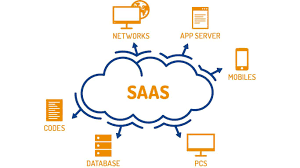 NETWORKS
APP SERVER
MOBILES
SAAS
CODES
DATABASE
PCS